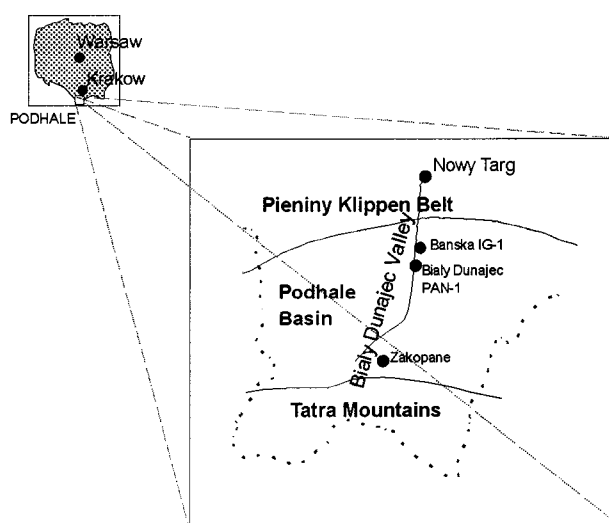 Warsaw
Krakow
PODHALE
Nowy Targ
Pieniny Klippen Belt
Banska IG-1
Bialy Dunajec
PAN-1
Bialy Dunajec Valley
Podhale
Basin
Zakopane
Tatra Mountains